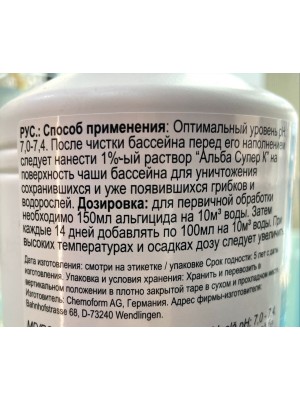 РУС.: Способ применения: Оптимальный уровень pH
7,0-7,4. После чистки бассейна перед его наполнением
следует нанести 1%-ый раствор "Альба Супер К" на
поверхность чаши бассейна для уничтожения
сохранившихся и уже появившихся грибков и
водорослей. Дозировка: для первичной обработки
необходимо 150мл альгицида на 10м³ воды. Затем
каждые 14 дней добавлять по 100мл на 10м³ воды. При
высоких температурах и осадках дозу следует
Дата изготовления: смотри на этикетке / упаковке Срок годности: 5 лет с даты
изготовления. Упаковка и условия хранения: Хранить и перевозить в
вертикальном положении в плотно закрытой таре в сухом и прохладном
Изготовитель: Chemoform AG, Германия. Адрес фирмы-изготовителя:
Bahnhofstrasse 68, D-73240 Wendlingen.
pH: 7,0 - 7,4.